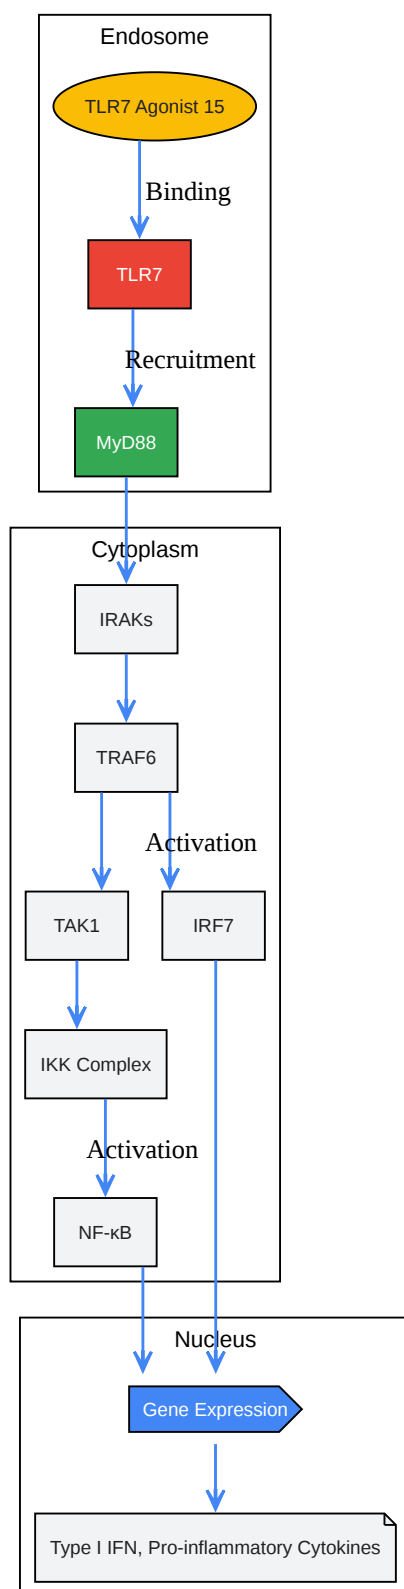 Endosome
TLR7 Agonist 15
Binding
TLR7
Recruitment
MyD88
Cytoplasm
IRAKs
TRAF6
Activation
TAK1
IRF7
IKK Complex
Activation
NF-κB
Nucleus
Gene Expression
Type I IFN, Pro-inflammatory Cytokines